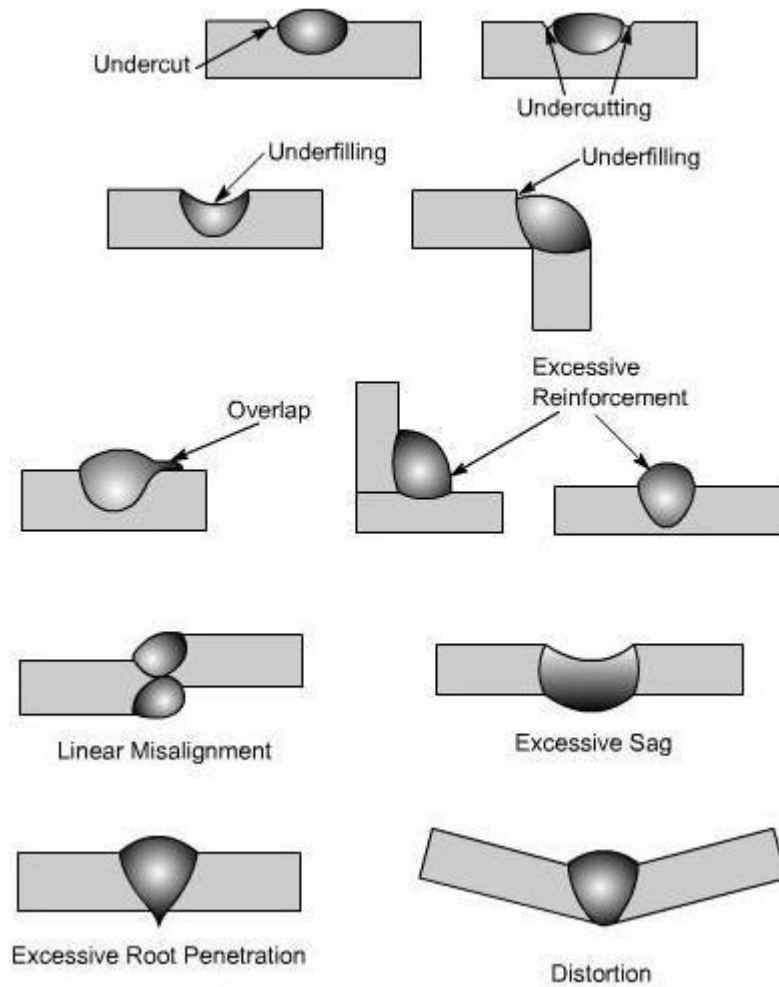 Undercut
Undercutting
Underfilling
Underfilling
Overlap
Excessive
Reinforcement
Linear Misalignment
Excessive Sag
Excessive Root Penetration
Distortion